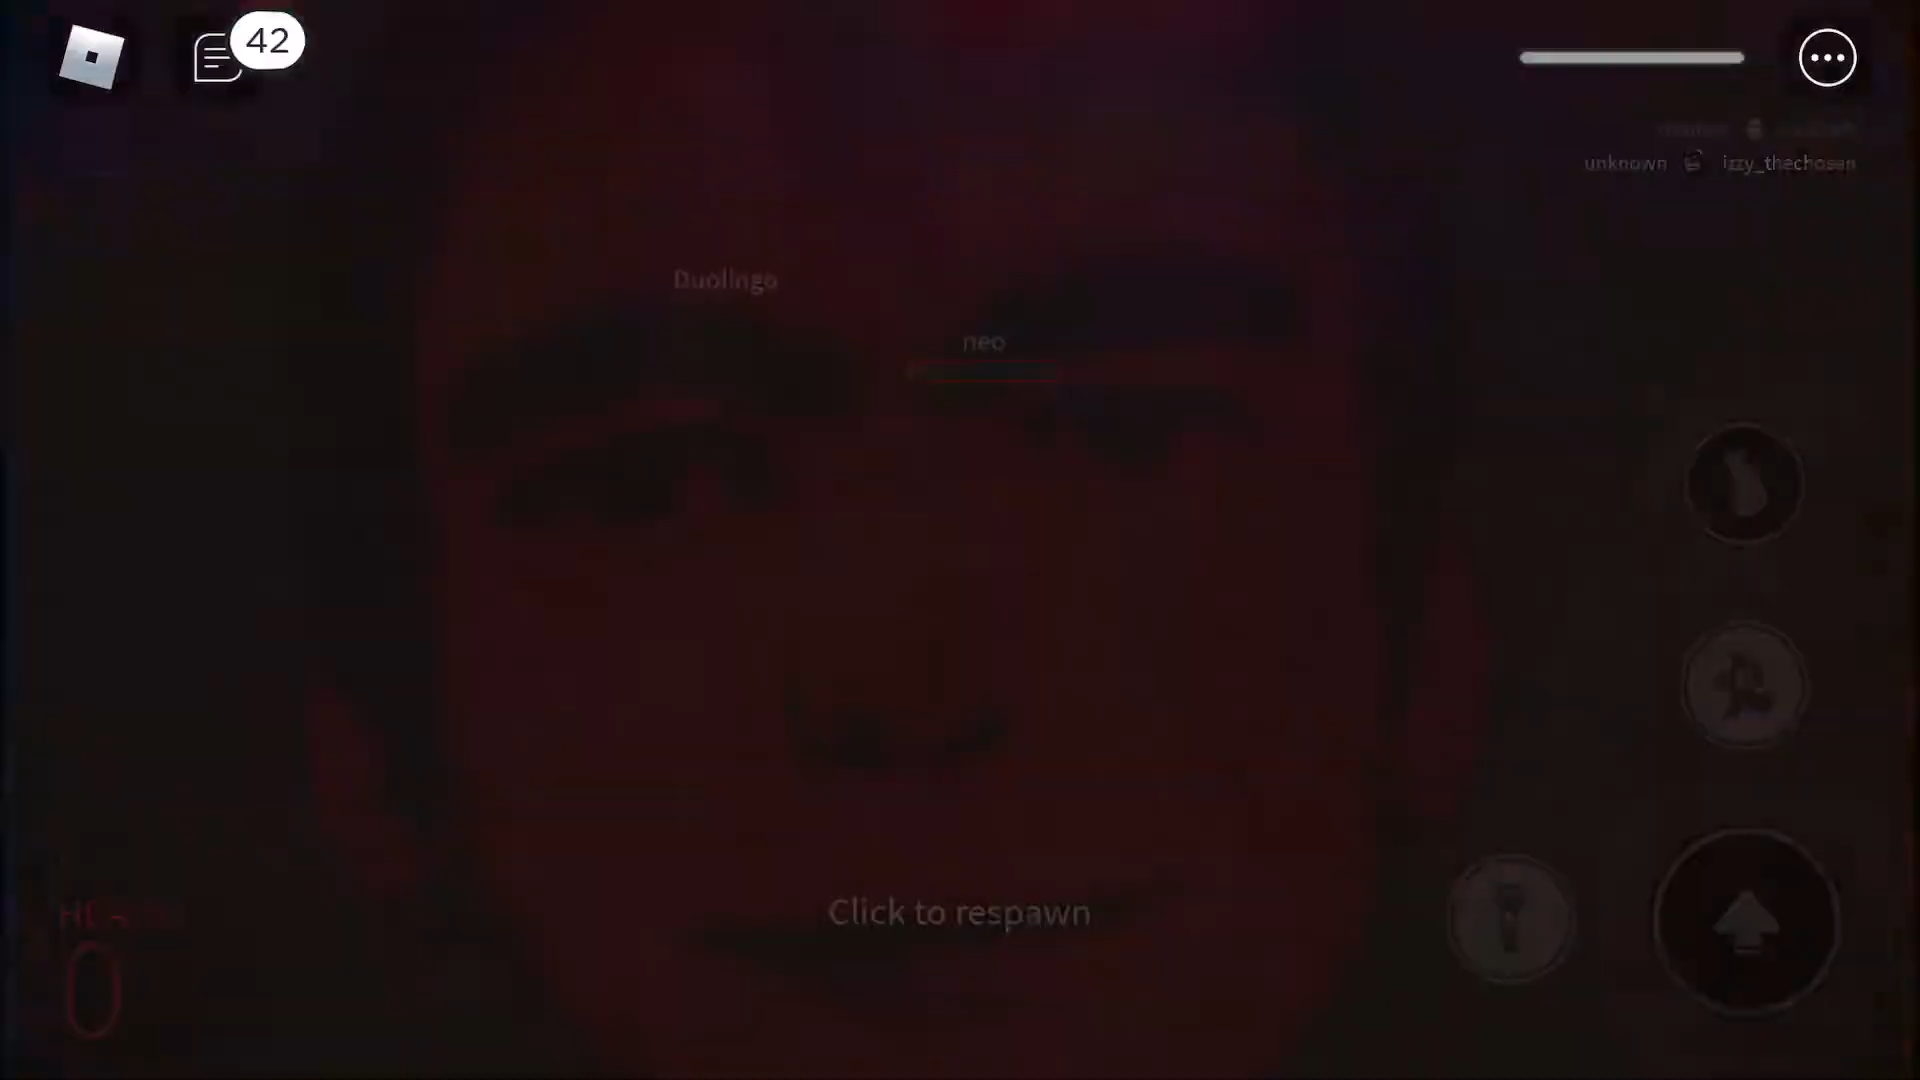 42
unknown izzy_thechosen
Duolingo
neo
Click to respawn
0